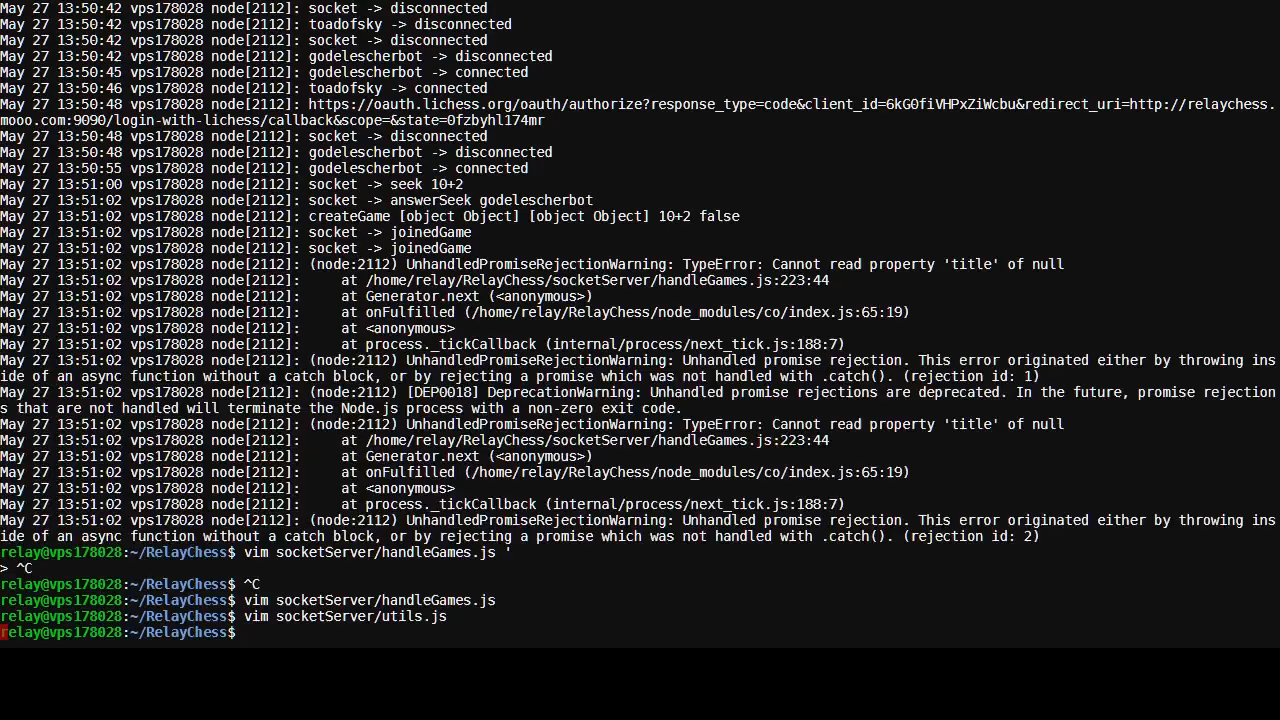 May 27 13:50:42 vps178028 node[2112]: socket -> disconnected
May 27 13:50:42 vps178028 node[2112]: toadofsky -> disconnected
May 27 13:50:42 vps178028 node[2112]: socket -> disconnected
May 27 13:50:42 vps178028 node[2112]: godelescherbot -> disconnected
May 27 13:50:45 vps178028 node[2112]: godelescherbot -> connected
May 27 13:50:46 vps178028 node[2112]: toadofsky -> connected
May 27 13:50:48 vps178028 node[2112]: https://oauth.lichess.org/oauth/authorize?response_type=code&client_id=6kG0fiVHPxZiWcbu&redirect_uri=http://relaychess.
mooo.com:9090/login-with-lichess/callback&scope=&state=0fzbyhl174mr
May 27 13:50:48 vps178028 node[2112]: socket -> disconnected
May 27 13:50:48 vps178028 node[2112]: godelescherbot -> disconnected
May 27 13:50:55 vps178028 node[2112]: godelescherbot -> connected
May 27 13:51:00 vps178028 node[2112]: socket -> seek 10+2
May 27 13:51:02 vps178028 node[2112]: socket -> answerSeek godelescherbot
May 27 13:51:02 vps178028 node[2112]: createGame [object Object] [object Object] 10+2 false
May 27 13:51:02 vps178028 node[2112]: socket -> joinedGame
May 27 13:51:02 vps178028 node[2112]: socket -> joinedGame
May 27 13:51:02 vps178028 node[2112]: (node:2112) UnhandledPromiseRejectionWarning: TypeError: Cannot read property 'title' of null
May 27 13:51:02 vps178028 node[2112]:     at /home/relay/RelayChess/socketServer/handleGames.js:223:44
May 27 13:51:02 vps178028 node[2112]:     at Generator.next (<anonymous>)
May 27 13:51:02 vps178028 node[2112]:     at onFulfilled (/home/relay/RelayChess/node_modules/co/index.js:65:19)
May 27 13:51:02 vps178028 node[2112]:     at <anonymous>
May 27 13:51:02 vps178028 node[2112]:     at process._tickCallback (internal/process/next_tick.js:188:7)
May 27 13:51:02 vps178028 node[2112]: (node:2112) UnhandledPromiseRejectionWarning: Unhandled promise rejection. This error originated either by throwing ins
ide of an async function without a catch block, or by rejecting a promise which was not handled with .catch(). (rejection id: 1)
May 27 13:51:02 vps178028 node[2112]: (node:2112) [DEP0018] DeprecationWarning: Unhandled promise rejections are deprecated. In the future, promise rejection
s that are not handled will terminate the Node.js process with a non-zero exit code.
May 27 13:51:02 vps178028 node[2112]: (node:2112) UnhandledPromiseRejectionWarning: TypeError: Cannot read property 'title' of null
May 27 13:51:02 vps178028 node[2112]:     at /home/relay/RelayChess/socketServer/handleGames.js:223:44
May 27 13:51:02 vps178028 node[2112]:     at Generator.next (<anonymous>)
May 27 13:51:02 vps178028 node[2112]:     at onFulfilled (/home/relay/RelayChess/node_modules/co/index.js:65:19)
May 27 13:51:02 vps178028 node[2112]:     at <anonymous>
May 27 13:51:02 vps178028 node[2112]:     at process._tickCallback (internal/process/next_tick.js:188:7)
May 27 13:51:02 vps178028 node[2112]: (node:2112) UnhandledPromiseRejectionWarning: Unhandled promise rejection. This error originated either by throwing ins
ide of an async function without a catch block, or by rejecting a promise which was not handled with .catch(). (rejection id: 2)
relay@vps178028:~/RelayChess$ vim socketServer/handleGames.js '
> ^C
relay@vps178028:~/RelayChess$ ^C
relay@vps178028:~/RelayChess$ vim socketServer/handleGames.js
relay@vps178028:~/RelayChess$ vim socketServer/utils.js
relay@vps178028:~/RelayChess$